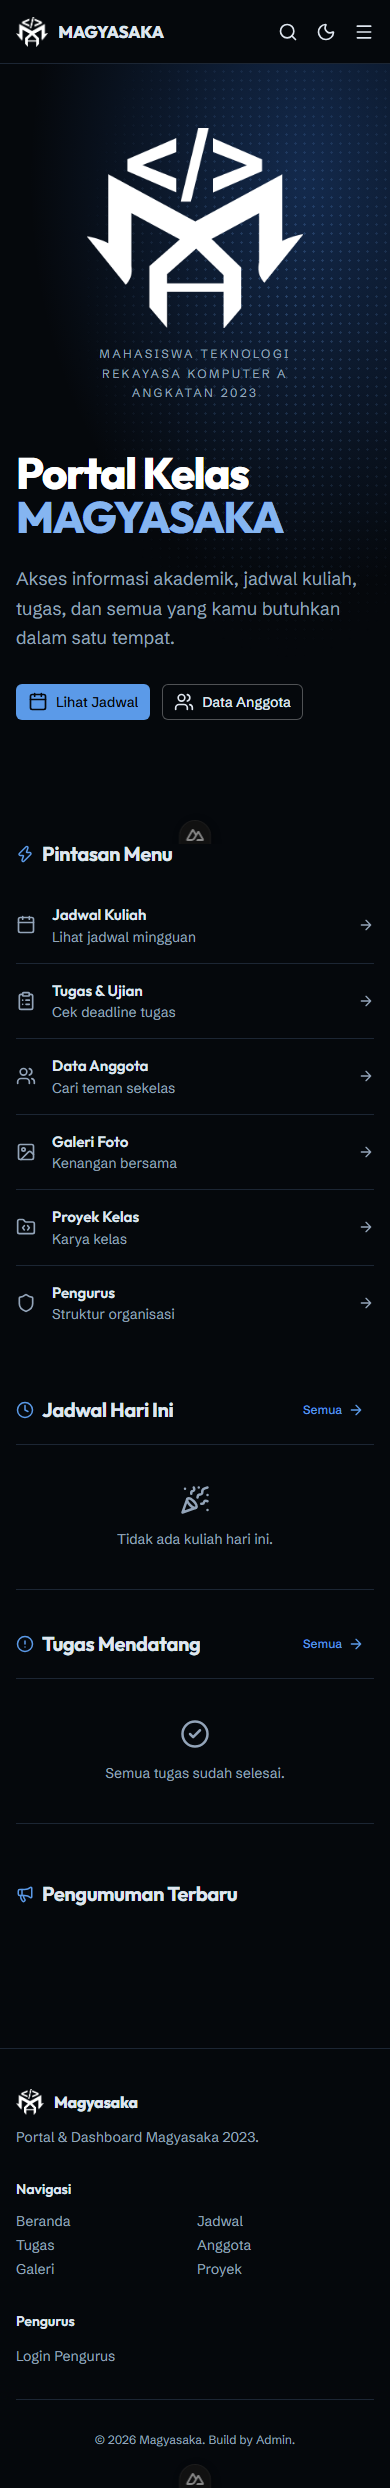 MAGYASAKA
MAHASISWA TEKNOLOGI
REKAYASA KOMPUTER A
ANGKATAN 2023
Portal Kelas
MAGYASAKA
Akses informasi akademik, jadwal kuliah,
tugas, dan semua yang kamu butuhkan
dalam satu tempat.
Lihat Jadwal
Data Anggota
Pintasan Menu
Jadwal Kuliah
Lihat jadwal mingguan
Tugas & Ujian
Cek deadline tugas
Data Anggota
Cari teman sekelas
Galeri Foto
Kenangan bersama
Proyek Kelas
Karya kelas
Pengurus
Struktur organisasi
Jadwal Hari Ini
Semua
Tidak ada kuliah hari ini.
Tugas Mendatang
Semua
Semua tugas sudah selesai.
Pengumuman Terbaru
Magyasaka
Portal & Dashboard Magyasaka 2023.
Navigasi
Beranda
Jadwal
Tugas
Anggota
Galeri
Proyek
Pengurus
Login Pengurus
© 2026 Magyasaka. Build by Admin.